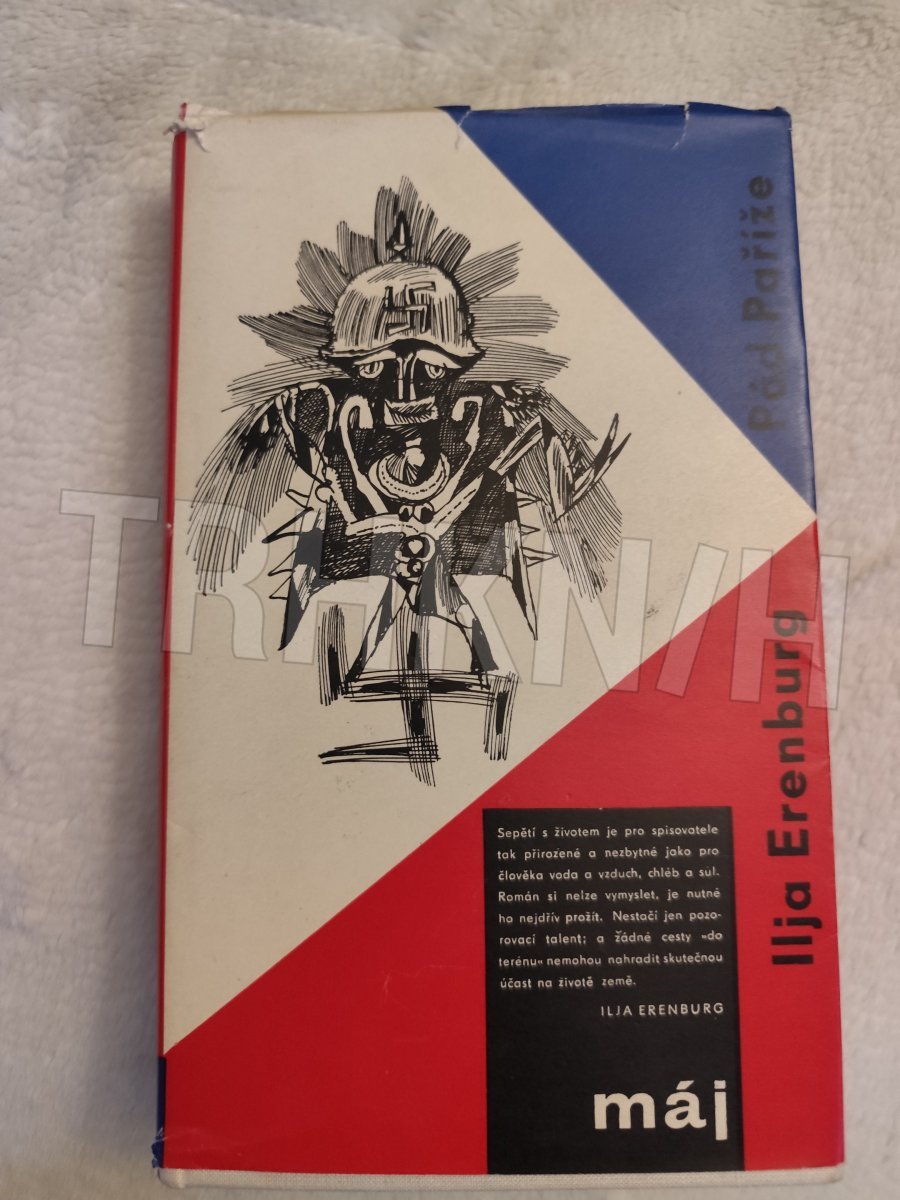 Pád Paříže
Ilja Erenburg
Sepětí s životem je pro spisovatele
tak přirozené a nezbytné jako pro
člověka voda a vzduch, chléb a sůl.
Román si nelze vymyslet, je nutné
ho nejdřív prožít. Nestačí jen pozo-
rovací talent; a žádné cesty »do
terénu« nemohou nahradit skutečnou
účast na životě země.
ILJA ERENBURG
máj
TRHKNIH